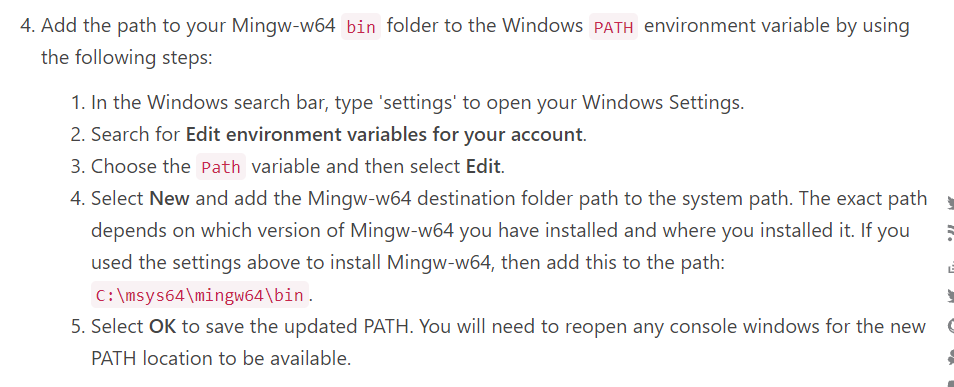 4. Add the path to your Mingw-w64 bin folder to the Windows PATH environment variable by using
the following steps:
1. In the Windows search bar, type 'settings' to open your Windows Settings.
2. Search for Edit environment variables for your account.
3. Choose the Path variable and then select Edit.
4. Select New and add the Mingw-w64 destination folder path to the system path. The exact path
depends on which version of Mingw-w64 you have installed and where you installed it. If you
used the settings above to install Mingw-w64, then add this to the path:
C:\msys64\mingw64\bin.
5. Select OK to save the updated PATH. You will need to reopen any console windows for the new
PATH location to be available.